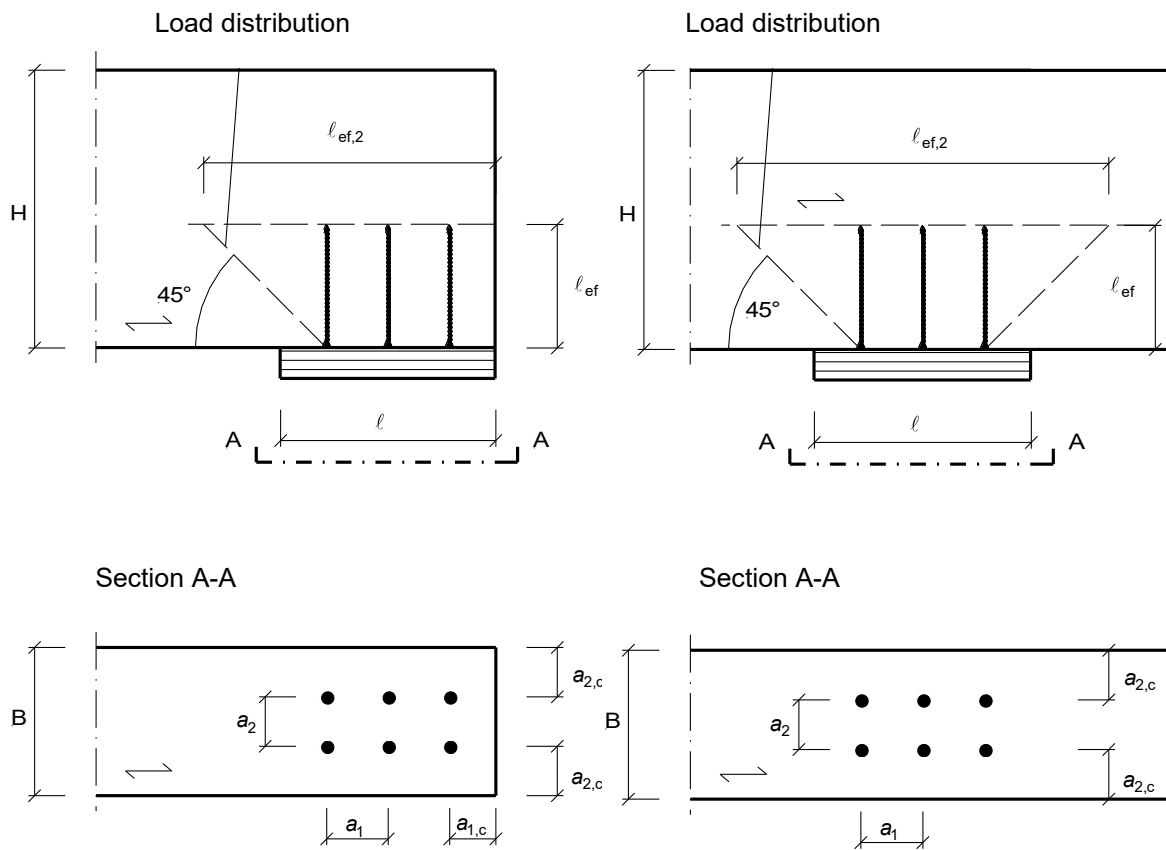 Load distribution
Load distribution
ℓef,2
ℓef,2
H
H
ℓef
ℓef
45°
45°
ℓ
ℓ
A
A
A
A
Section A-A
Section A-A
a2,c
a2,c
B
a2
B
a2
a2,c
a2,c
a1
a1,c
a1